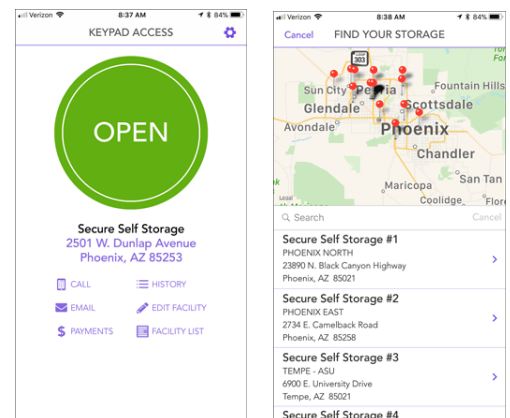 Verizon 8:37 AM 84%
KEYPAD ACCESS
OPEN
Secure Self Storage
2501 W. Dunlap Avenue
Phoenix, AZ 85253
CALL HISTORY
EMAIL EDIT FACILITY
$ PAYMENTS FACILITY LIST
Verizon 8:38 AM 84%
Cancel FIND YOUR STORAGE
303
Sun City Peoria Fountain Hills
Glendale Scottsdale
Avondale Phoenix
Chandler
San Tan
Maricopa
Coolidge
Flor
Legal
Search Cancel
Secure Self Storage #1
PHOENIX NORTH
23890 N. Black Canyon Highway
Phoenix, AZ 85021
Secure Self Storage #2
PHOENIX EAST
2734 E. Camelback Road
Phoenix, AZ 85258
Secure Self Storage #3
TEMPE - ASU
6900 E. University Drive
Tempe, AZ 85021
Secure Self Storage #4